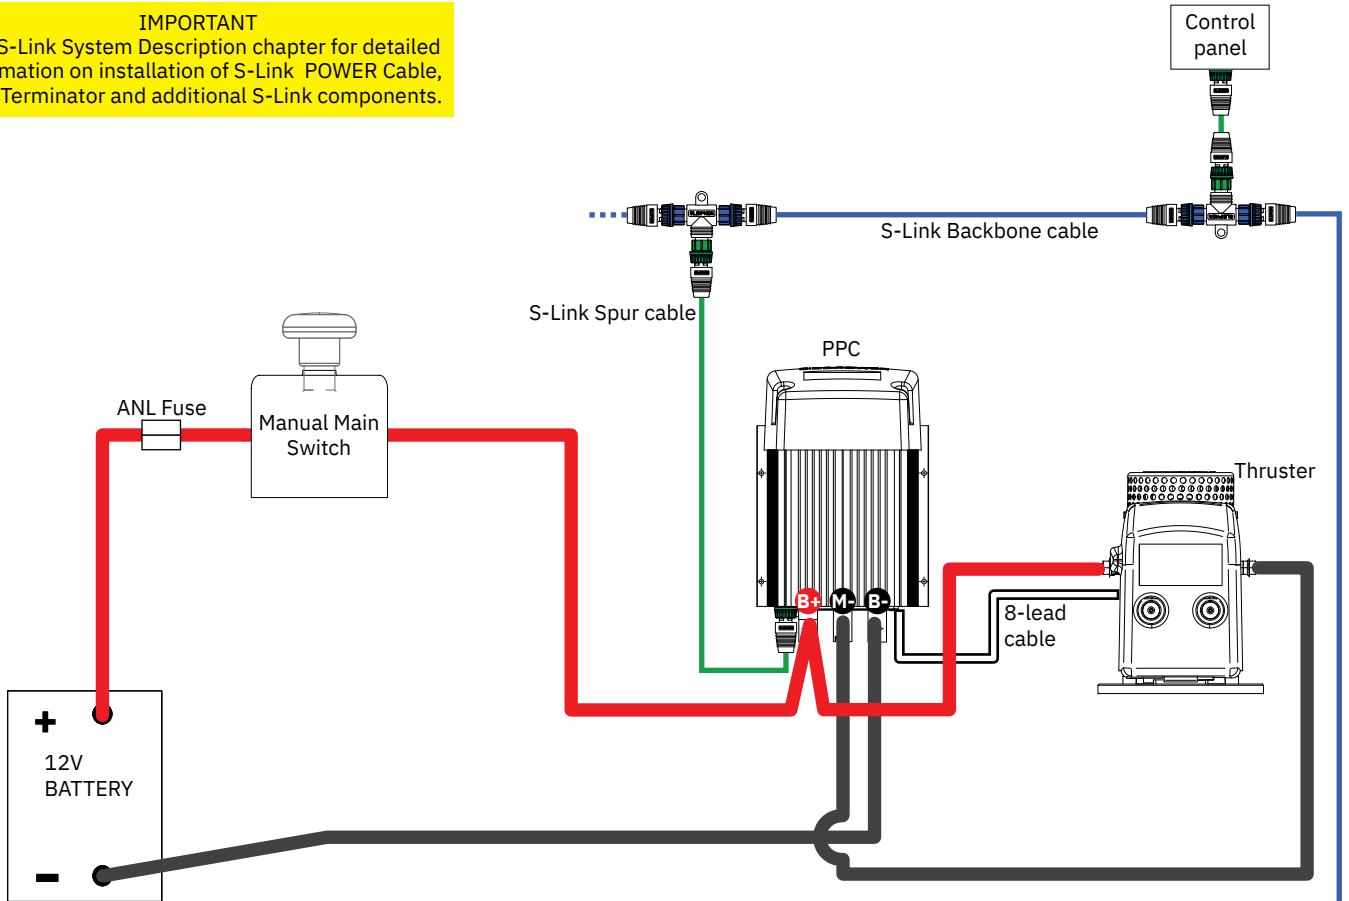 IMPORTANT
S-Link System Description chapter for detailed
mation on installation of S-Link POWER Cable,
Terminator and additional S-Link components.
Control
panel
S-Link Backbone cable
S-Link Spur cable
PPC
ANL Fuse
Manual Main
Switch
Thruster
B+ M- B-
8-lead
cable
+
12V
BATTERY
-